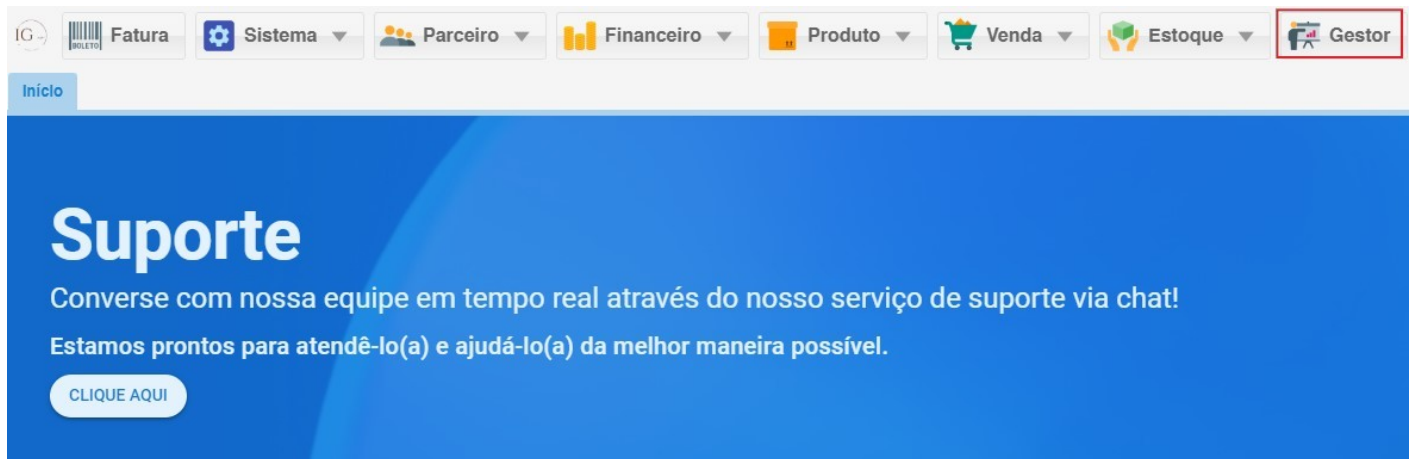 IG
BOLETO Fatura Sistema Parceiro Financeiro Produto Venda Estoque Gestor
Início
Suporte
Converse com nossa equipe em tempo real através do nosso serviço de suporte via chat!
Estamos prontos para atendê-lo(a) e ajudá-lo(a) da melhor maneira possível.
CLIQUE AQUI